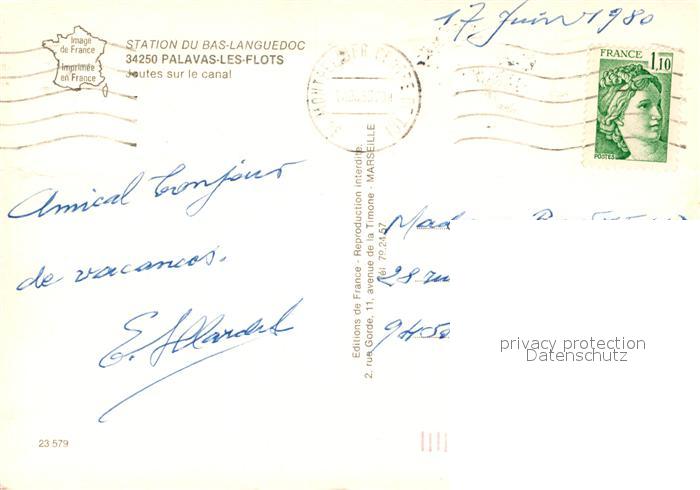 17 Juin 1980
Image
de France
Imprimée
en France
STATION DU BAS-LANGUEDOC
34250 PALAVAS-LES-FLOTS
Joutes sur le canal
FRANCE 1,10
POSTES
Amical bonjour
de vacances.
Editions de France - Reproduction interdite
2, rue Gorde, 11, avenue de la Timone - MARSEILLE
Tél. 79.24.57
28
privacy protection
Datenschutz
23 579